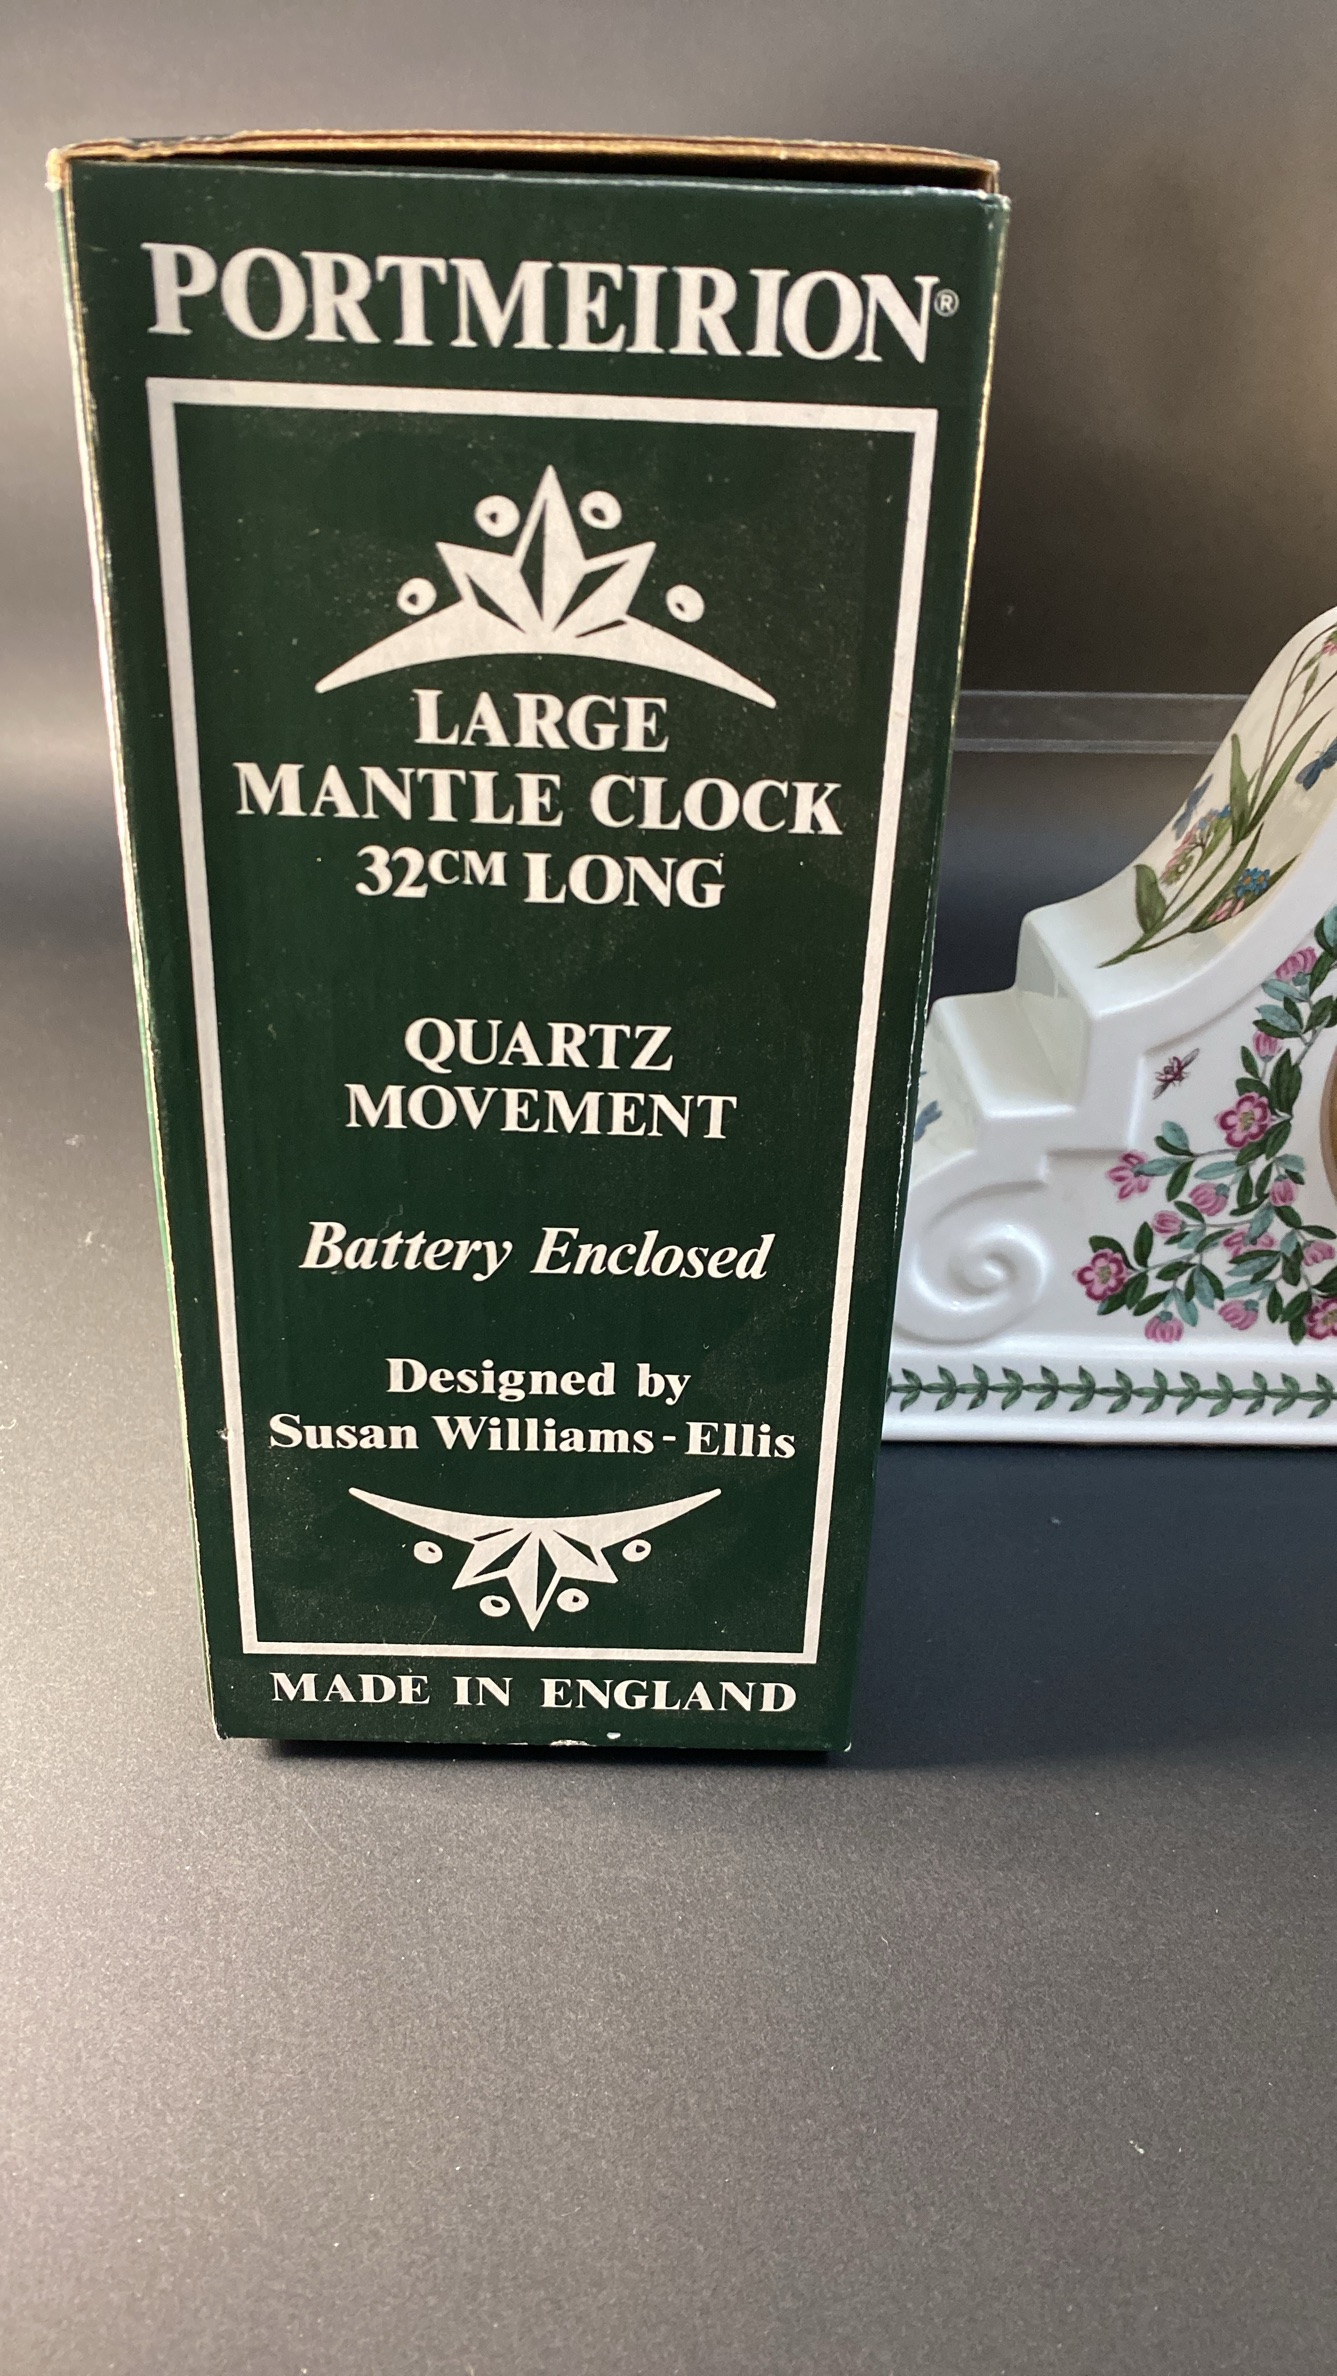 PORTMEIRION®
LARGE
MANTLE CLOCK
32CM LONG
QUARTZ
MOVEMENT
Battery Enclosed
Designed by
Susan Williams-Ellis
MADE IN ENGLAND